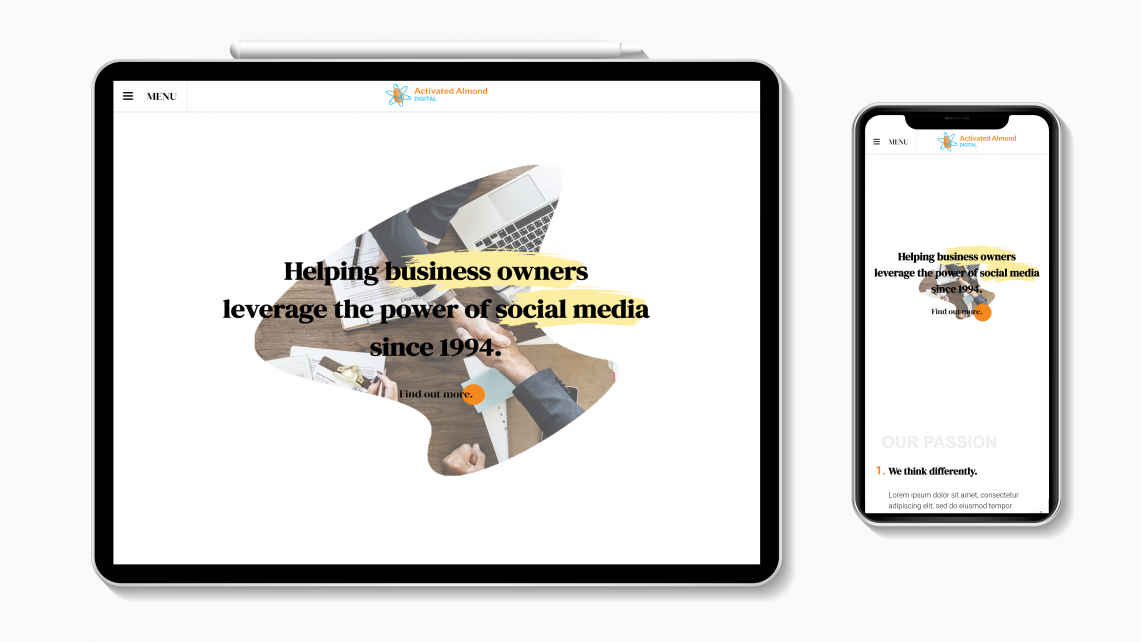 MENU
Activated Almond
DIGITAL
Helping business owners
leverage the power of social media
since 1994.
Find out more.
MENU
Activated Almond
DIGITAL
Helping business owners
leverage the power of social media
since 1994.
Find out more.
OUR PASSION
1. We think differently.
Lorem ipsum dolor sit amet, consectetur
adipiscing elit, sed do eiusmod tempor